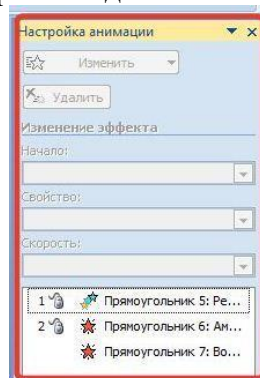 Настройка анимации
Изменить
Удалить
Изменение эффекта
Начало:
Свойство:
Скорость:
1 Прямоугольник 5: Ре...
2 Прямоугольник 6: Ам...
Прямоугольник 7: Во...